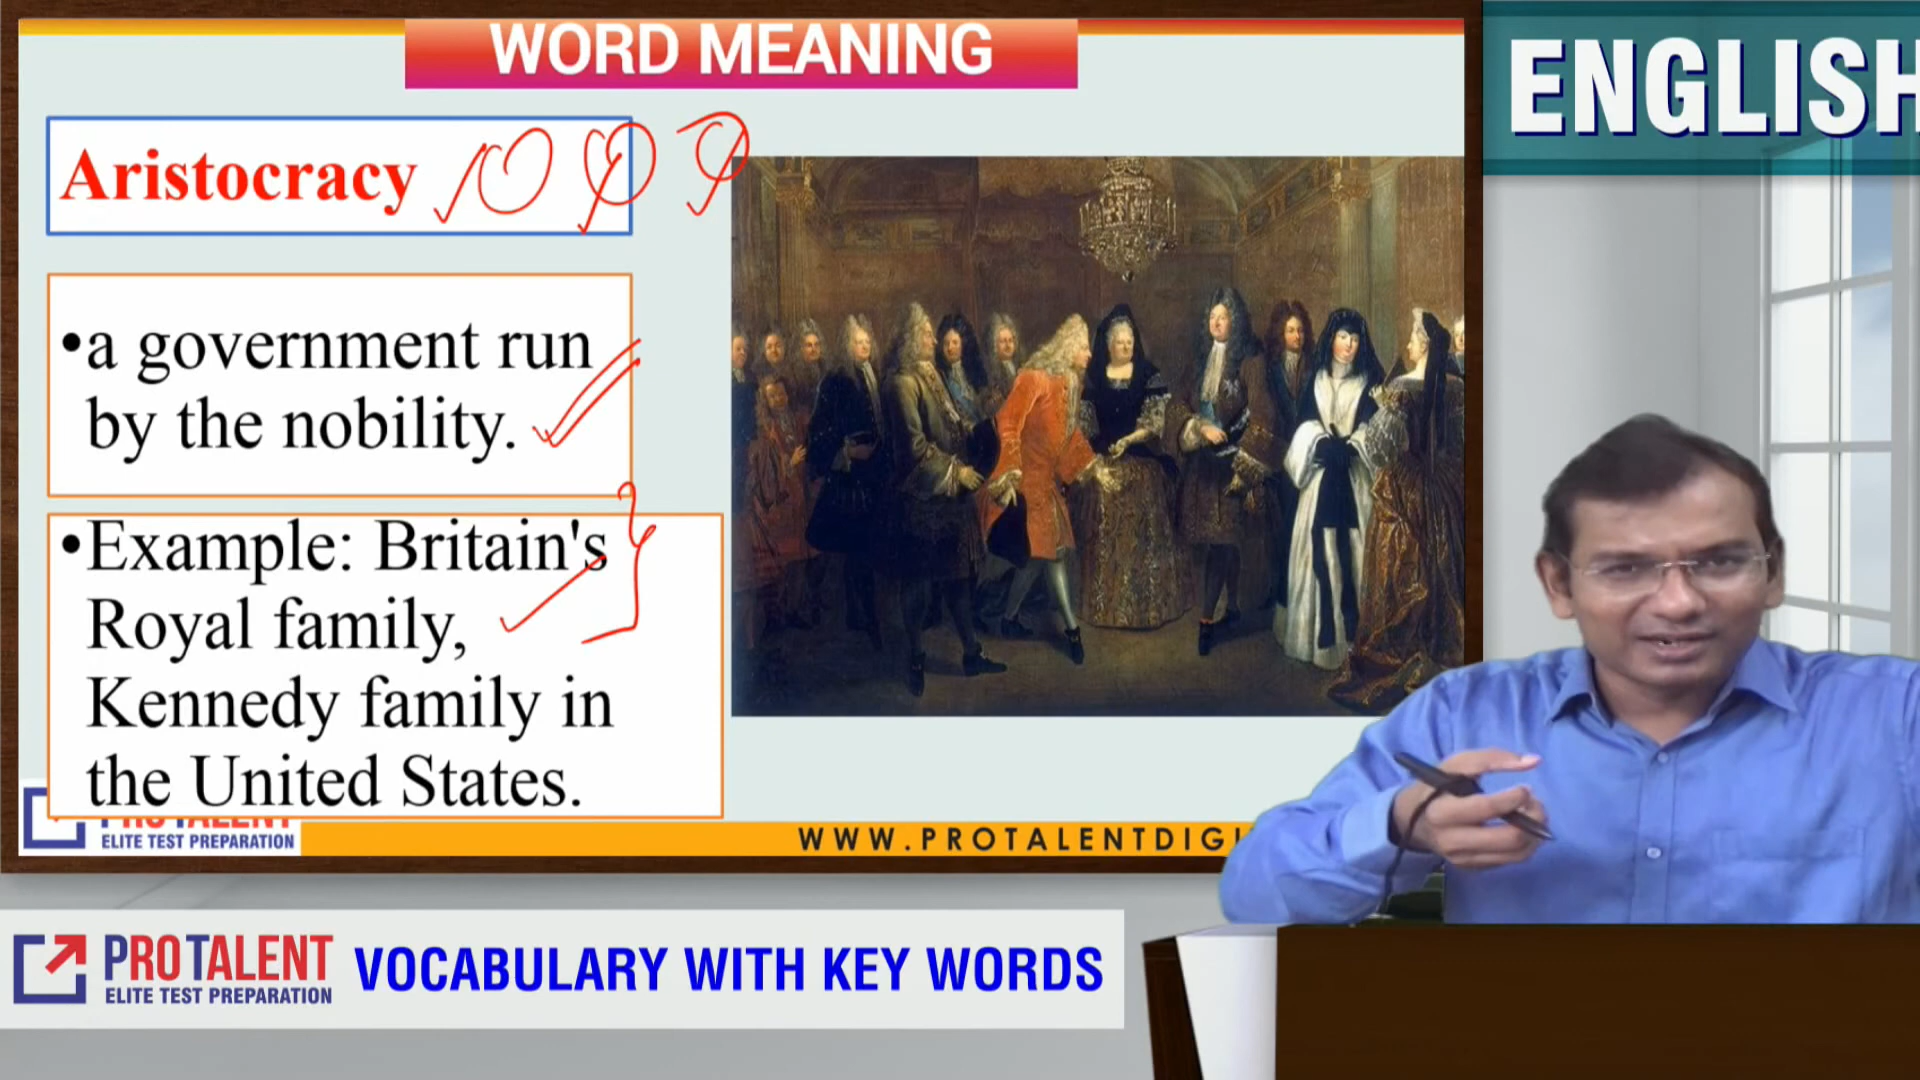 WORD MEANING
ENGLISH
Aristocracy
•a government run
by the nobility.
•Example: Britain's
Royal family,
Kennedy family in
the United States.
PROTALENT
ELITE TEST PREPARATION
WWW.PROTALENTDIGI
PROTALENT
ELITE TEST PREPARATION
VOCABULARY WITH KEY WORDS